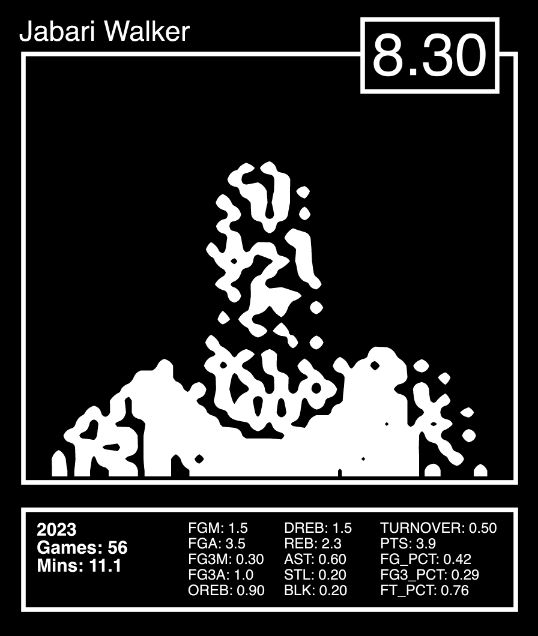 Jabari Walker
8.30
2023
Games: 56
Mins: 11.1
FGM: 1.5
FGA: 3.5
FG3M: 0.30
FG3A: 1.0
OREB: 0.90
DREB: 1.5
REB: 2.3
AST: 0.60
STL: 0.20
BLK: 0.20
TURNOVER: 0.50
PTS: 3.9
FG_PCT: 0.42
FG3_PCT: 0.29
FT_PCT: 0.76